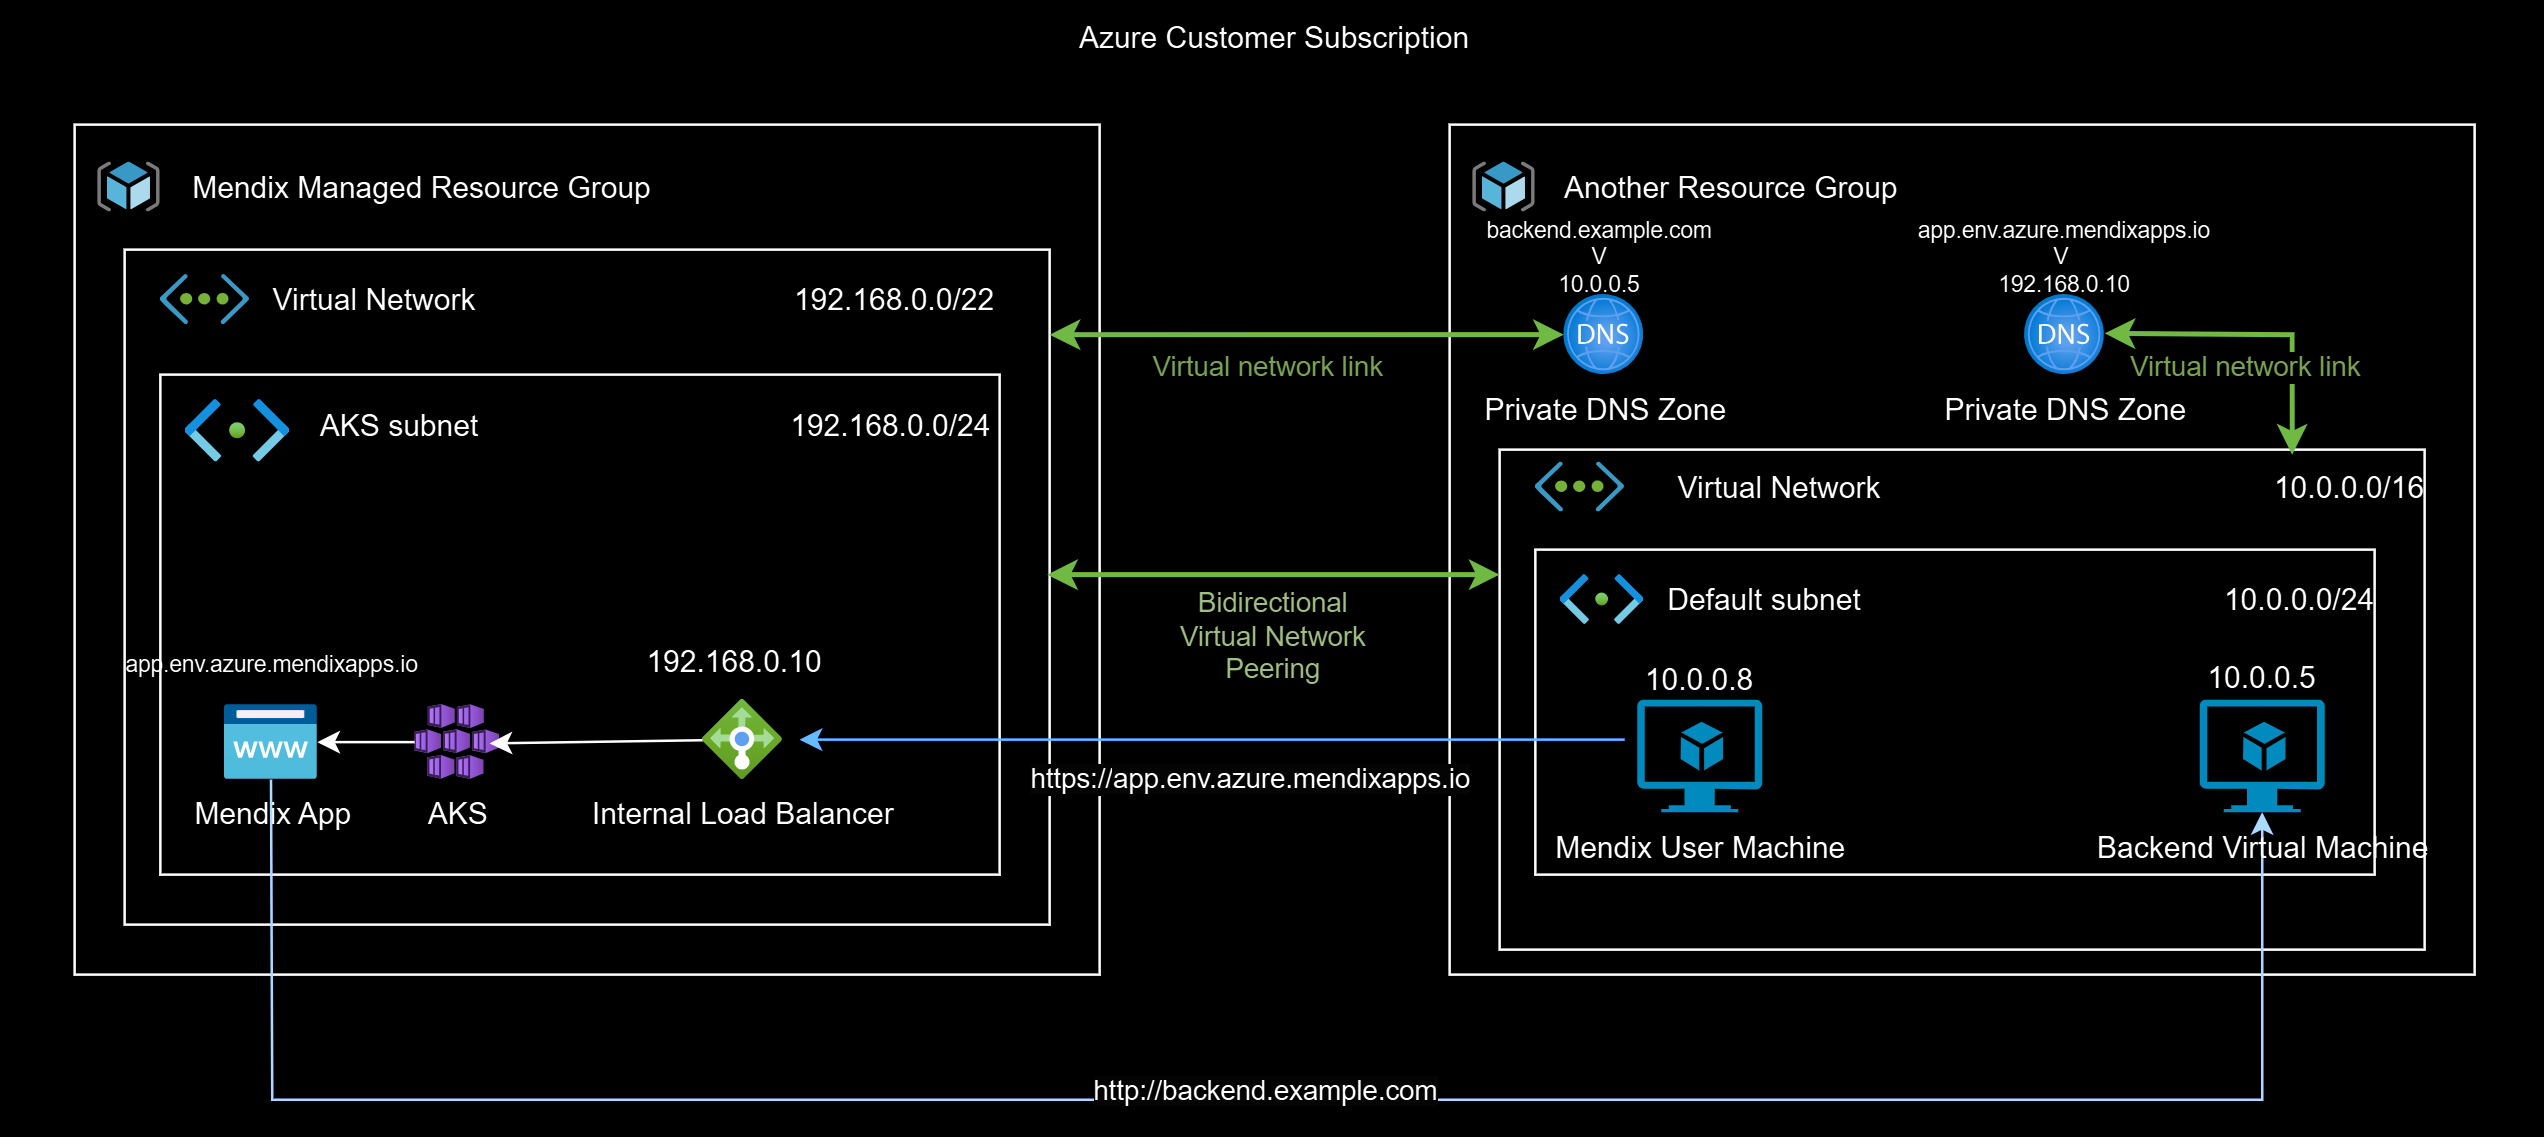 Azure Customer Subscription
Mendix Managed Resource Group
Virtual Network
192.168.0.0/22
AKS subnet
192.168.0.0/24
app.env.azure.mendixapps.io
192.168.0.10
www
Mendix App
AKS
Internal Load Balancer
Virtual network link
Bidirectional
Virtual Network
Peering
https://app.env.azure.mendixapps.io
Another Resource Group
backend.example.com
V
10.0.0.5
DNS
Private DNS Zone
app.env.azure.mendixapps.io
V
192.168.0.10
DNS
Virtual network link
Private DNS Zone
Virtual Network
10.0.0.0/16
Default subnet
10.0.0.0/24
10.0.0.8
Mendix User Machine
10.0.0.5
Backend Virtual Machine
http://backend.example.com